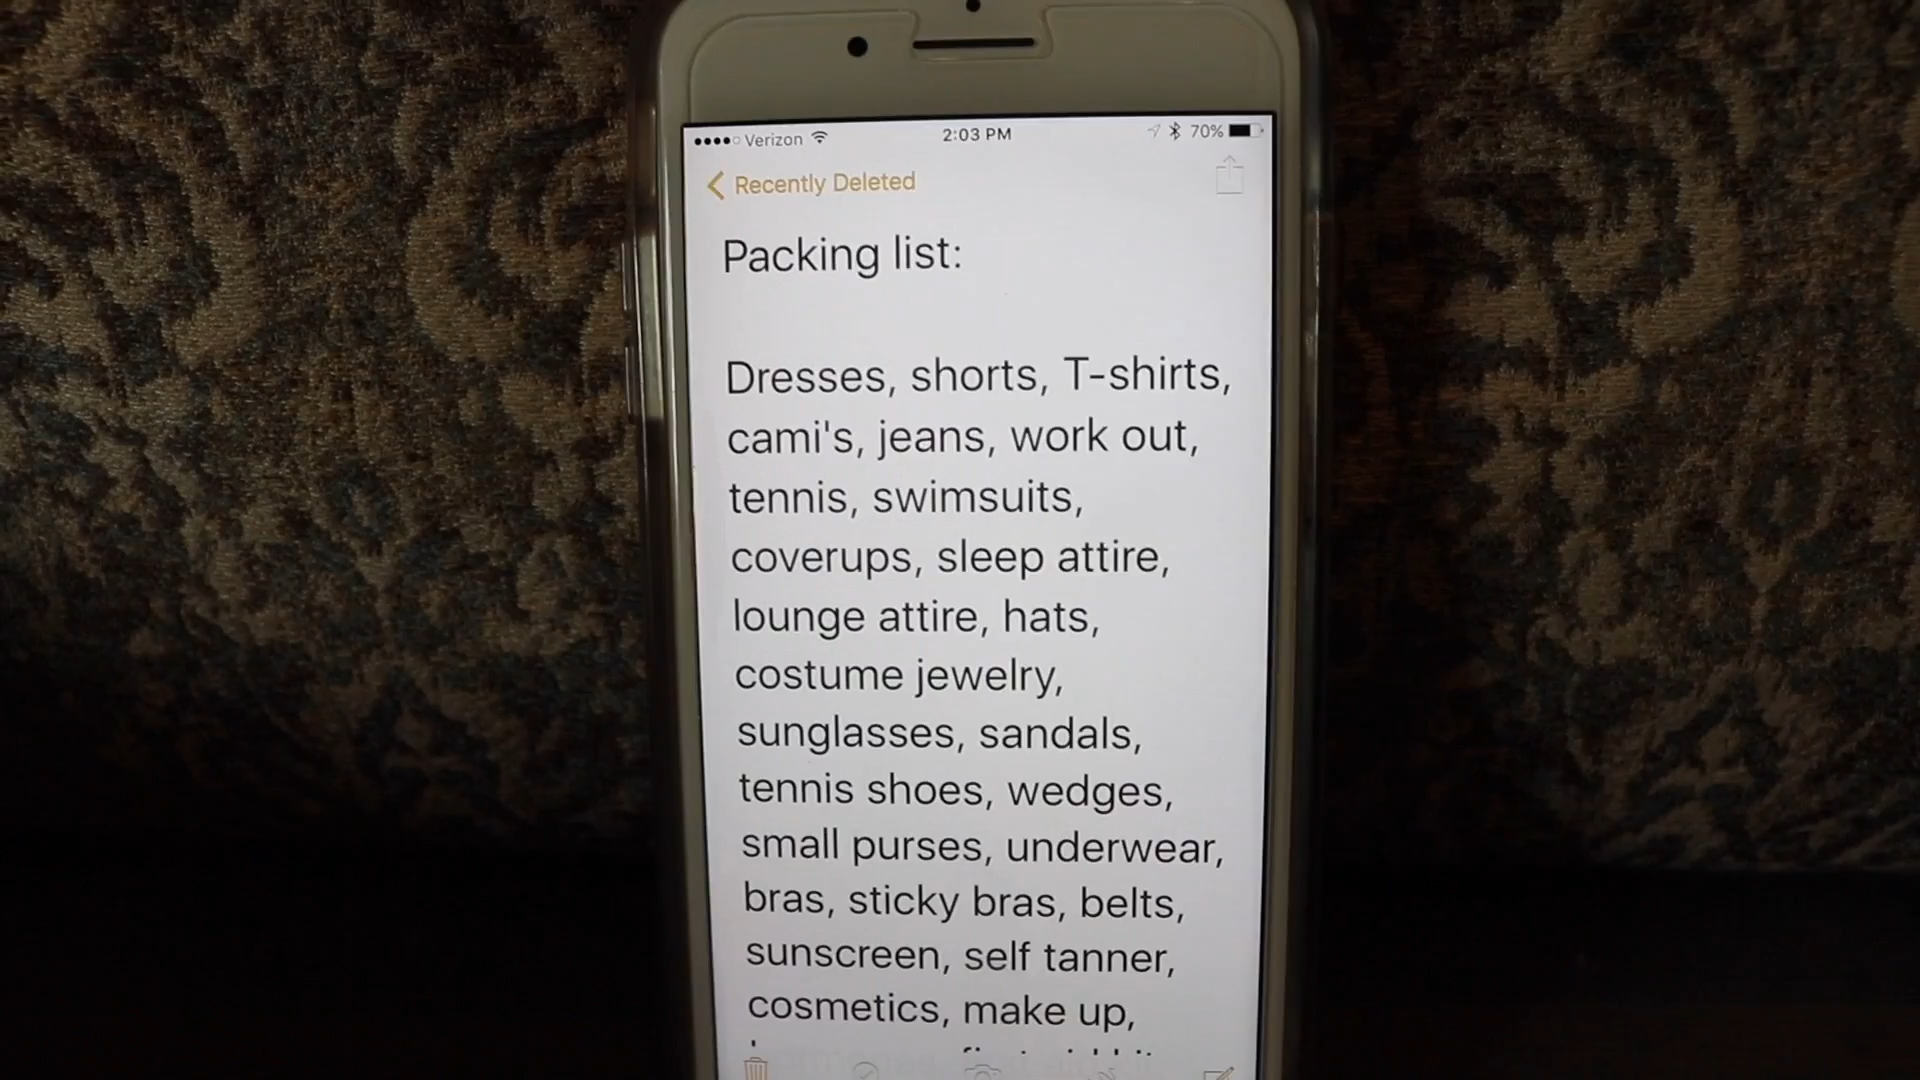 Verizon 2:03 PM 70%
Recently Deleted
Packing list:
Dresses, shorts, T-shirts,
cami's, jeans, work out,
tennis, swimsuits,
coverups, sleep attire,
lounge attire, hats,
costume jewelry,
sunglasses, sandals,
tennis shoes, wedges,
small purses, underwear,
bras, sticky bras, belts,
sunscreen, self tanner,
cosmetics, make up,